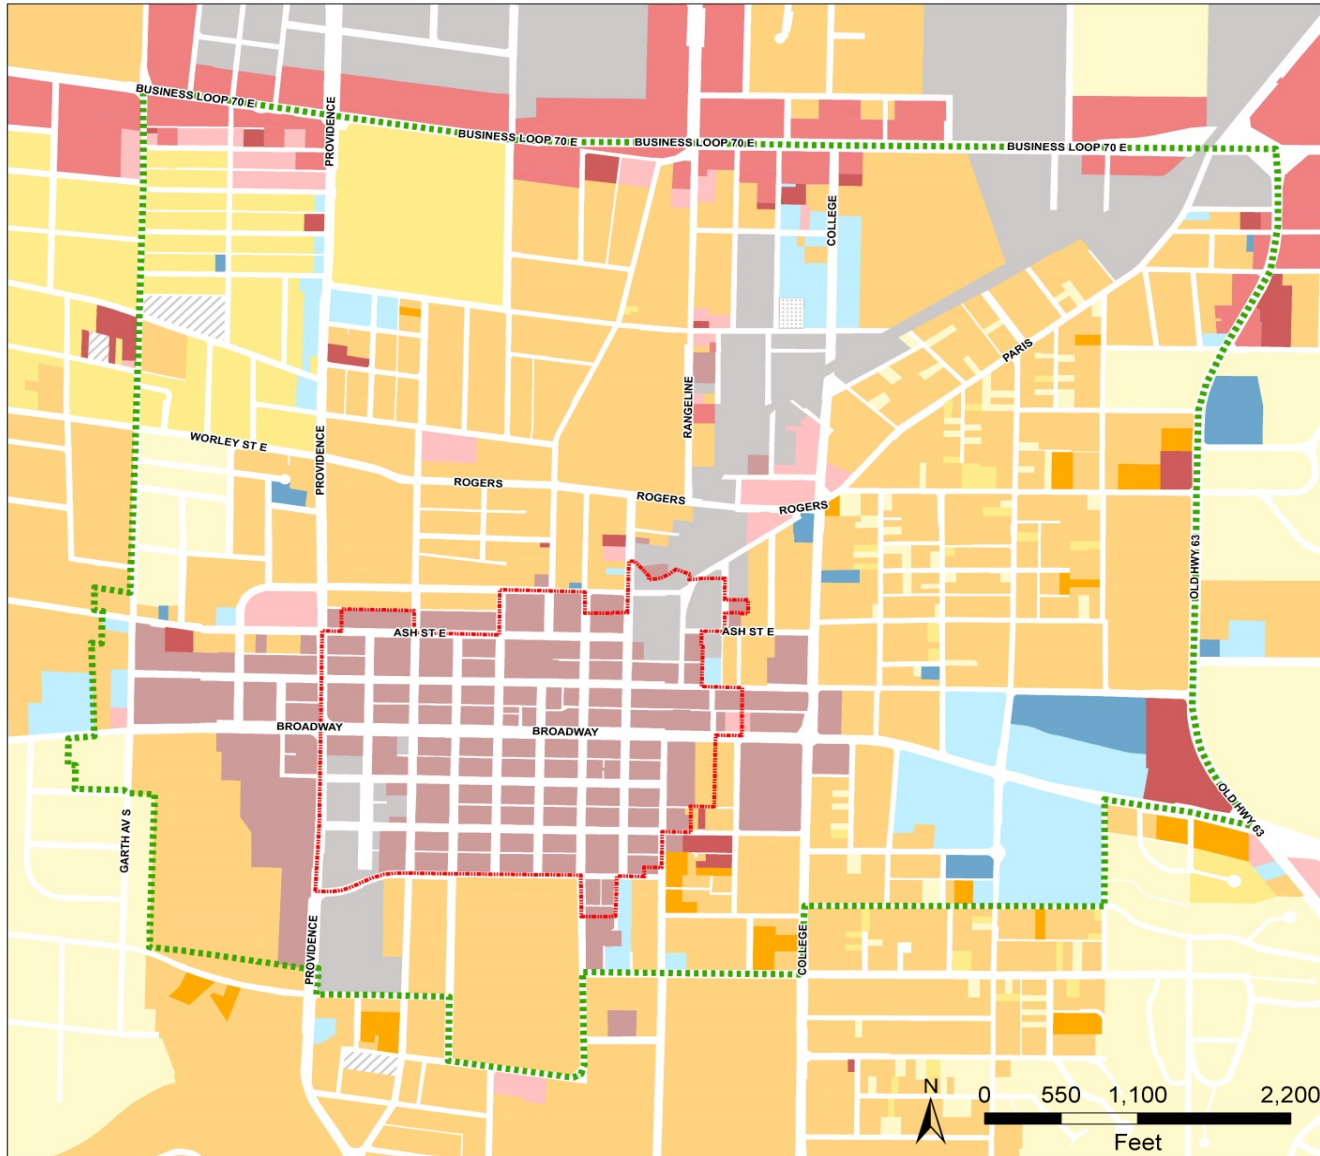 BUSINESS LOOP 70 E
BUSINESS LOOP 70 E
BUSINESS LOOP 70 E
BUSINESS LOOP 70 E
PROVIDENCE
COLLEGE
PARIS
RANGELINE
WORLEY ST E
PROVIDENCE
ROGERS
ROGERS
ROGERS
OLD HWY 63
ASH ST E
ASH ST E
BROADWAY
BROADWAY
OLD HWY 63
GARTH AV S
PROVIDENCE
COLLEGE
N
0 550 1,100 2,200
Feet